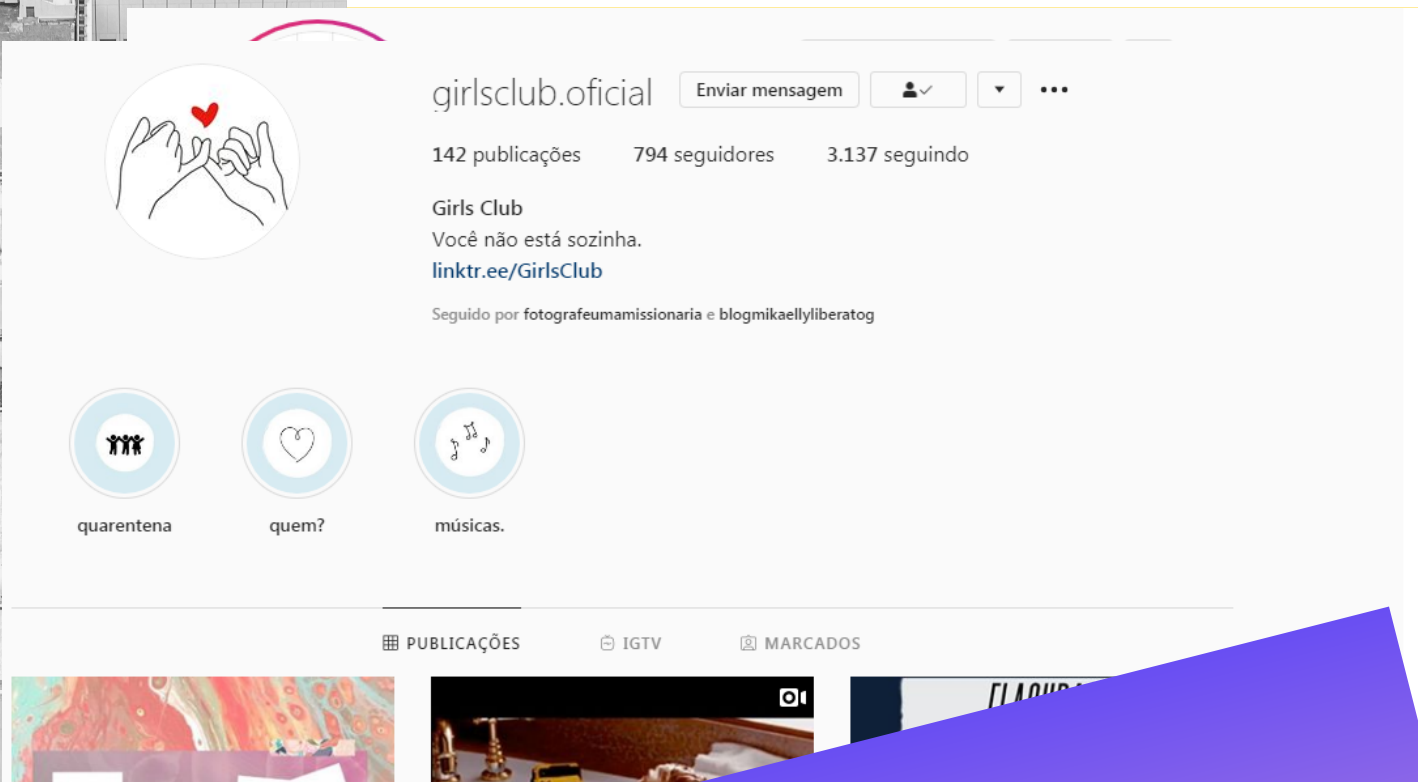 girlsclub.oficial Enviar mensagem
142 publicações 794 seguidores 3.137 seguindo
Girls Club
Você não está sozinha.
linktr.ee/GirlsClub
Seguido por fotografeumamissionaria e blogmikaellyliberatog
quarentena quem? músicas.
PUBLICAÇÕES IGTV MARCADOS